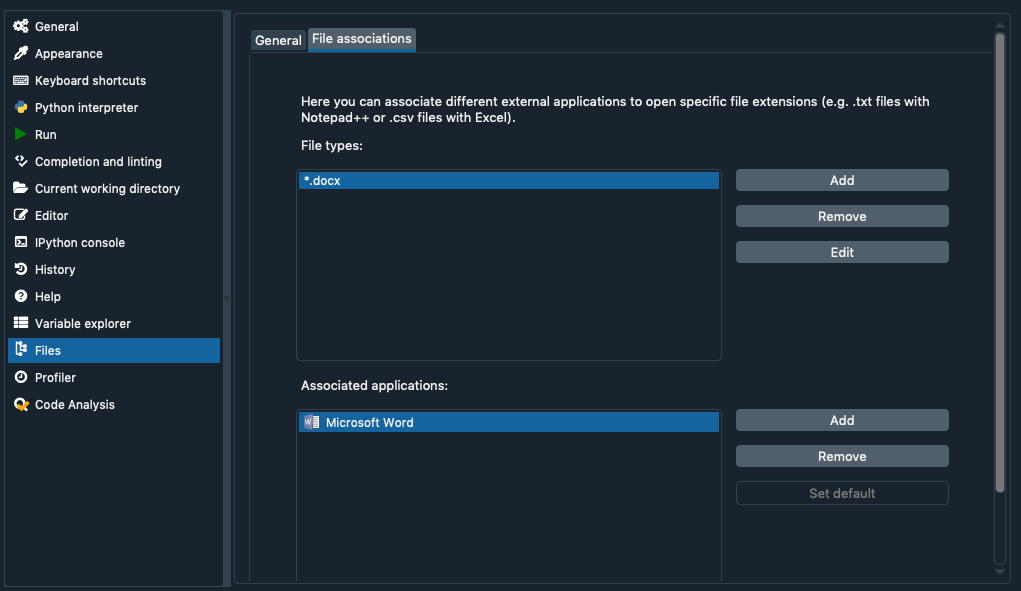 General
Appearance
Keyboard shortcuts
Python interpreter
Run
Completion and linting
Current working directory
Editor
IPython console
History
Help
Variable explorer
Files
Profiler
Code Analysis
General
File associations
Here you can associate different external applications to open specific file extensions (e.g. .txt files with
Notepad++ or .csv files with Excel).
File types:
*.docx
Add
Remove
Edit
Associated applications:
Microsoft Word
Add
Remove
Set default